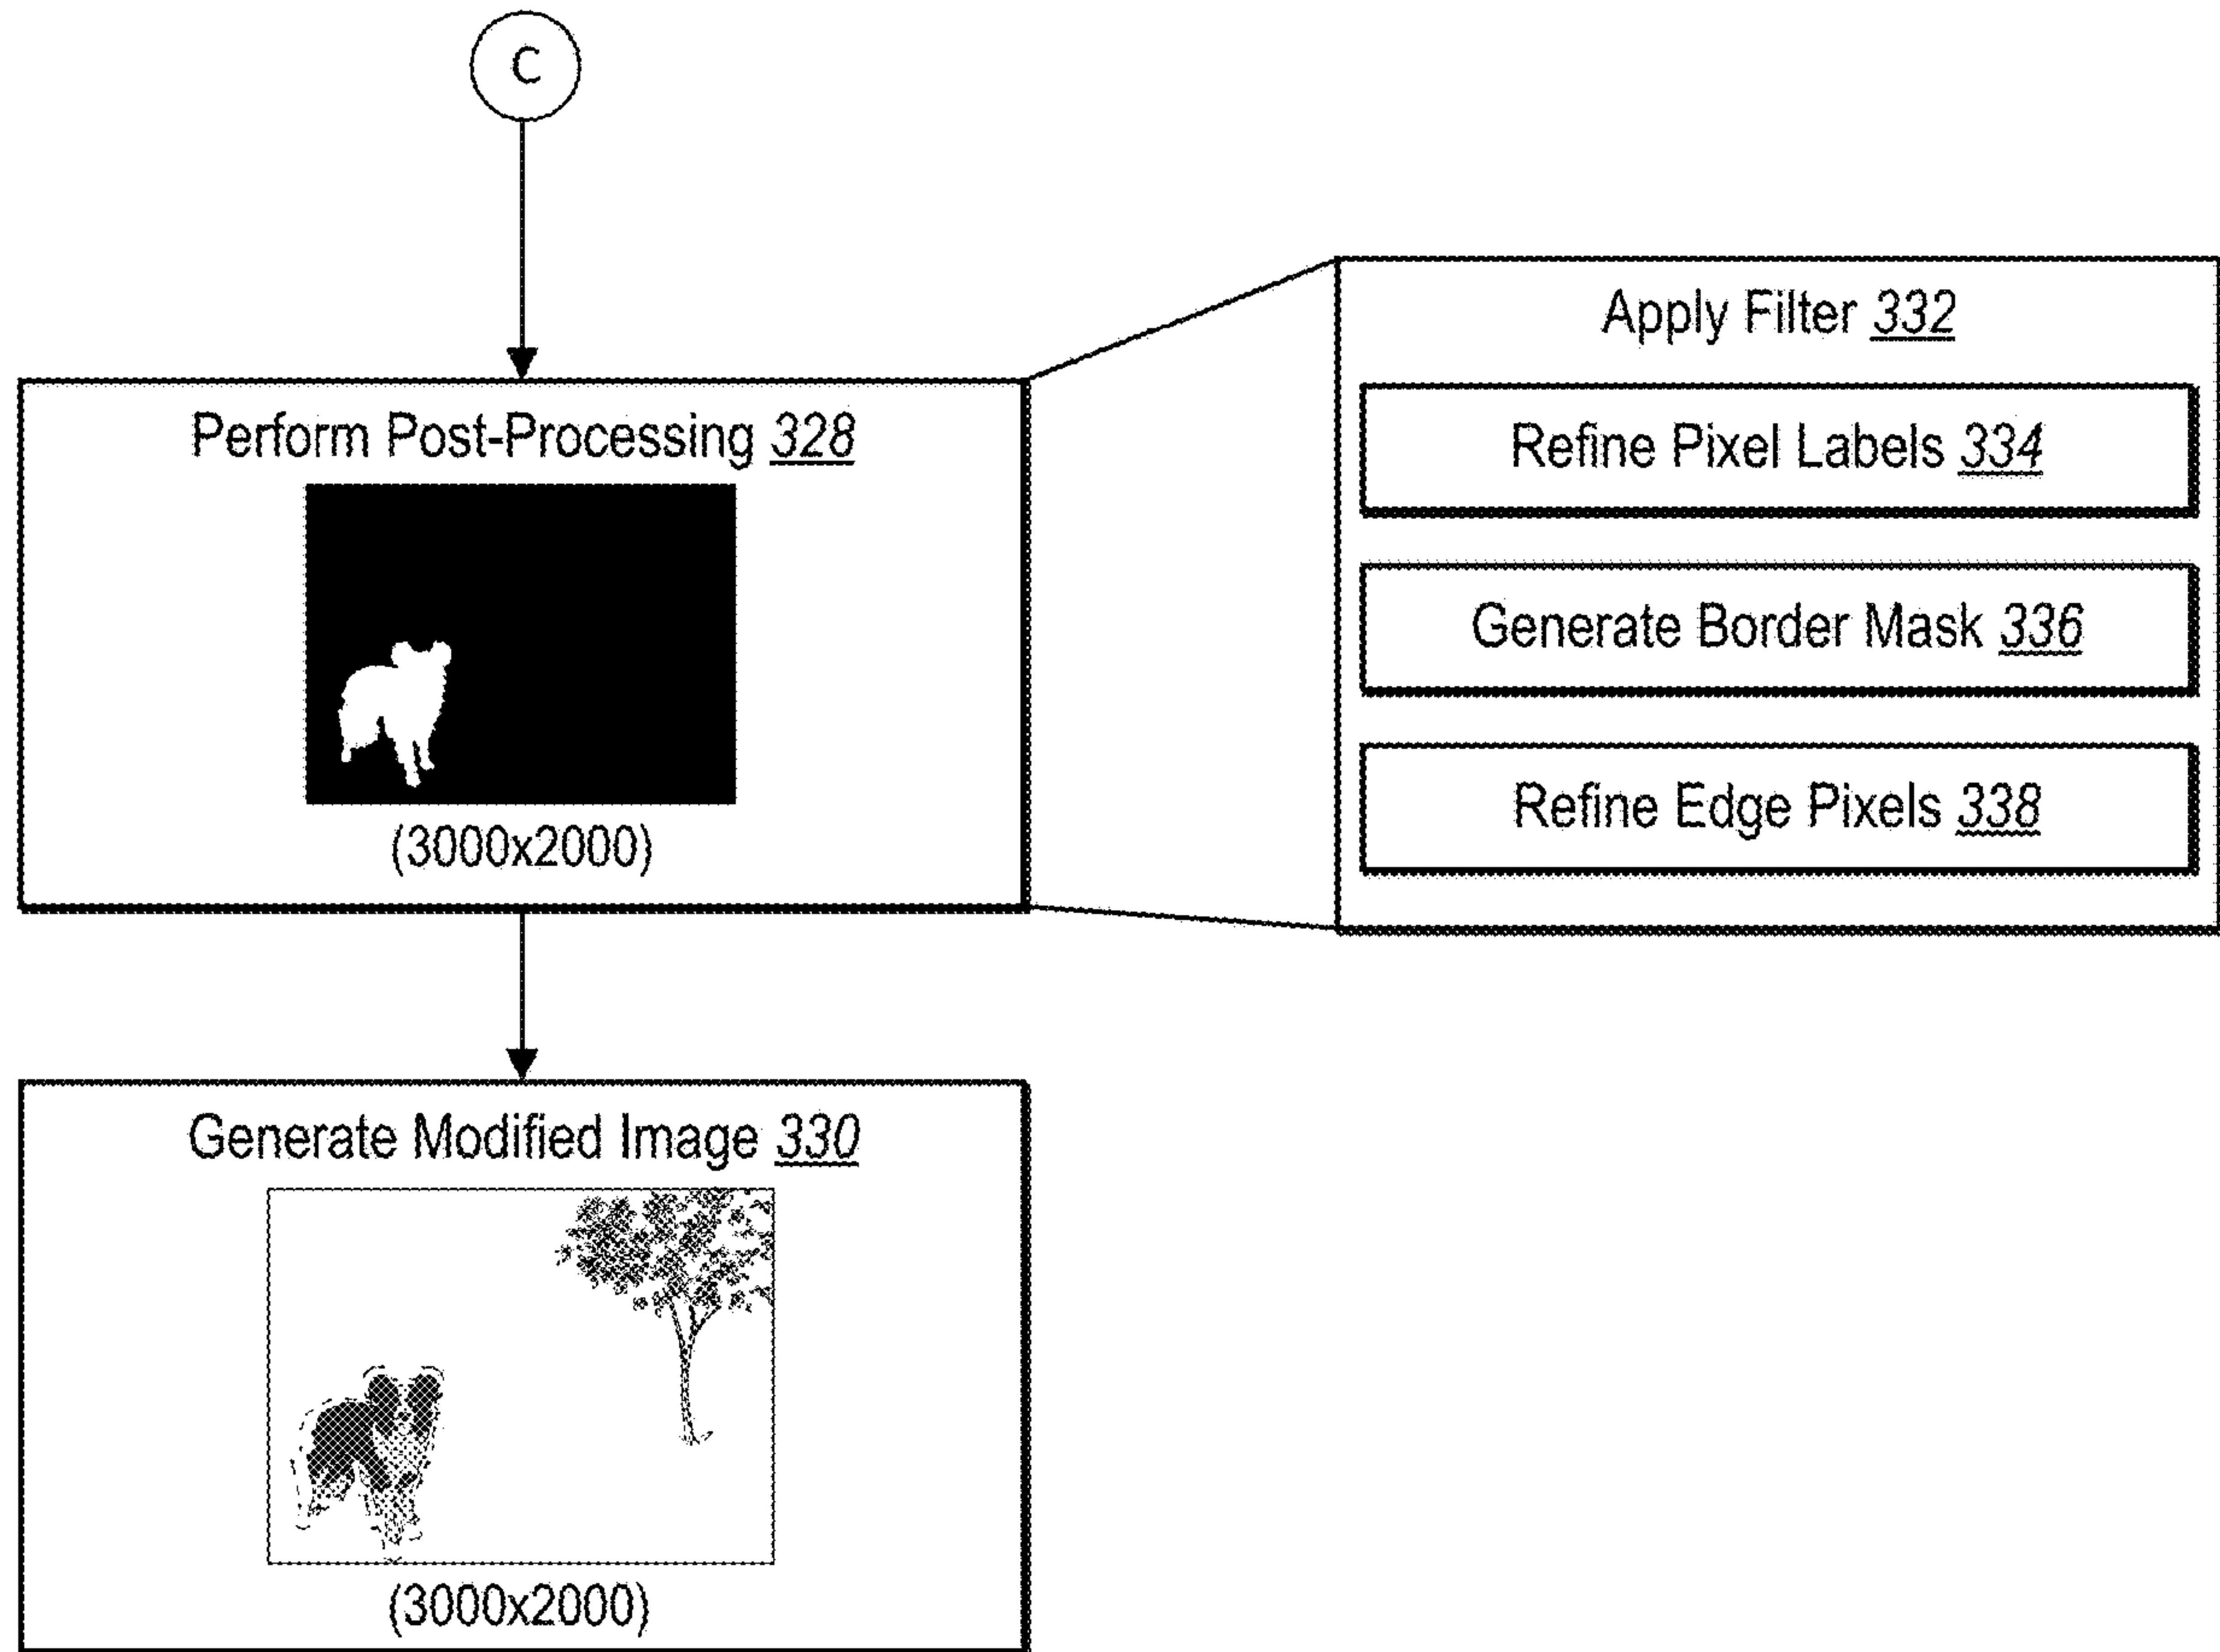 C
Perform Post-Processing 328
(3000x2000)
Apply Filter 332
Refine Pixel Labels 334
Generate Border Mask 336
Refine Edge Pixels 338
Generate Modified Image 330
(3000x2000)